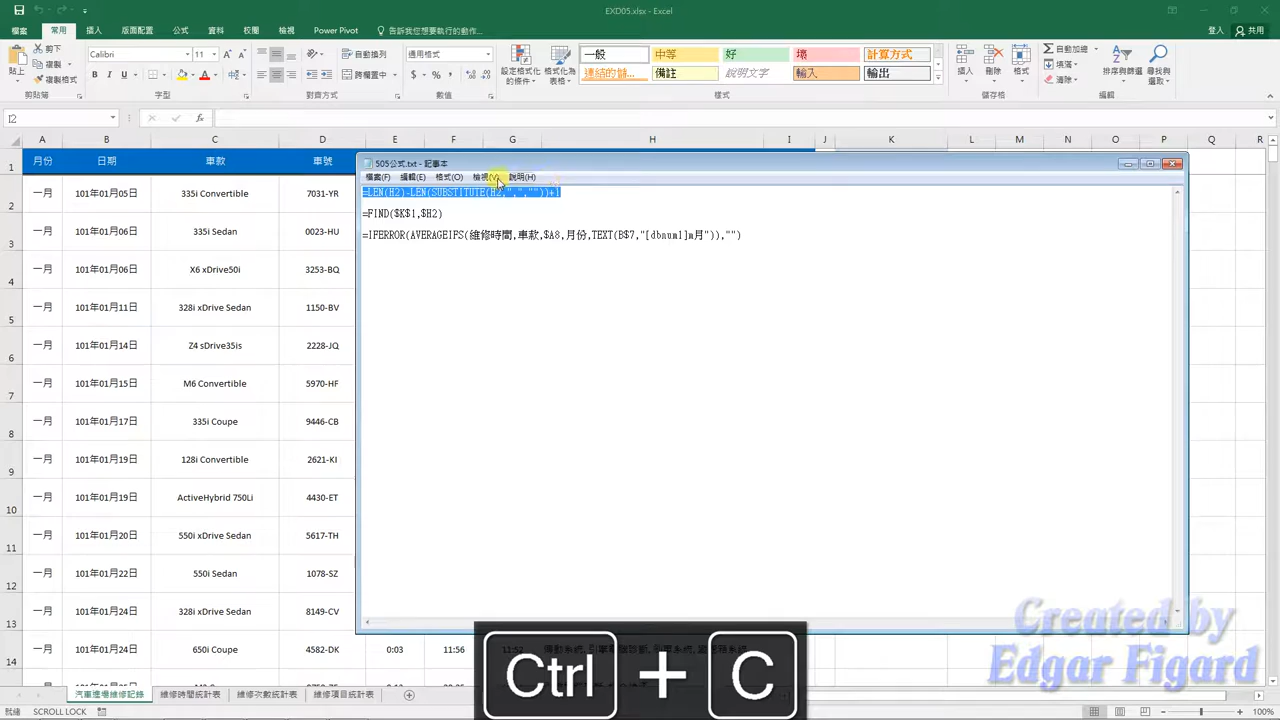 EXD05.xlsx - Excel
檔案 常用 插入 版面配置 公式 資料 校閱 檢視 Power Pivot 告訴我您想要執行的動作... 登入 共用
貼上 剪下 複製 複製格式 Calibri 11 自動換列 跨欄置中 通用格式 設定格式化的條件 格式化為表格 一般 中等 好 壞 計算方式 連結的儲... 備註 說明文字 輸入 輸出 插入 刪除 格式 自動加總 填滿 清除 排序與篩選 尋找與選取
剪貼簿 字型 對齊方式 數值 樣式 儲存格 編輯
I2
A B C D E F G H I J K L M N O P Q R
1 月份 日期 車款 車號
505公式.txt - 記事本
檔案(F) 編輯(E) 格式(O) 檢視(V) 說明(H)
=LEN(H2)-LEN(SUBSTITUTE(H2,",",""))+1
=FIND($K$1,$H2)
=IFERROR(AVERAGEIFS(維修時間,車款,$A8,月份,TEXT(B$7,"[dbnum1]m月")),"")
2 一月 101年01月05日 335i Convertible 7031-YR
3 一月 101年01月06日 335i Sedan 0023-HU
4 一月 101年01月06日 X6 xDrive50i 3253-BQ
5 一月 101年01月11日 328i xDrive Sedan 1150-BV
6 一月 101年01月14日 Z4 sDrive35is 2228-JQ
7 一月 101年01月15日 M6 Convertible 5970-HF
8 一月 101年01月17日 335i Coupe 9446-CB
9 一月 101年01月19日 128i Convertible 2621-KI
10 一月 101年01月19日 ActiveHybrid 750Li 4430-ET
11 一月 101年01月20日 550i xDrive Sedan 5617-TH
12 一月 101年01月22日 550i Sedan 1078-SZ
13 一月 101年01月24日 328i xDrive Sedan 8149-CV
一月 101年01月24日 650i Coupe 4582-DK 0:03 11:56 11:52
Created by
Ctrl + C
汽車進場維修記錄 維修時間統計表 維修次數統計表 維修項目統計表
就緒 SCROLL LOCK 100%